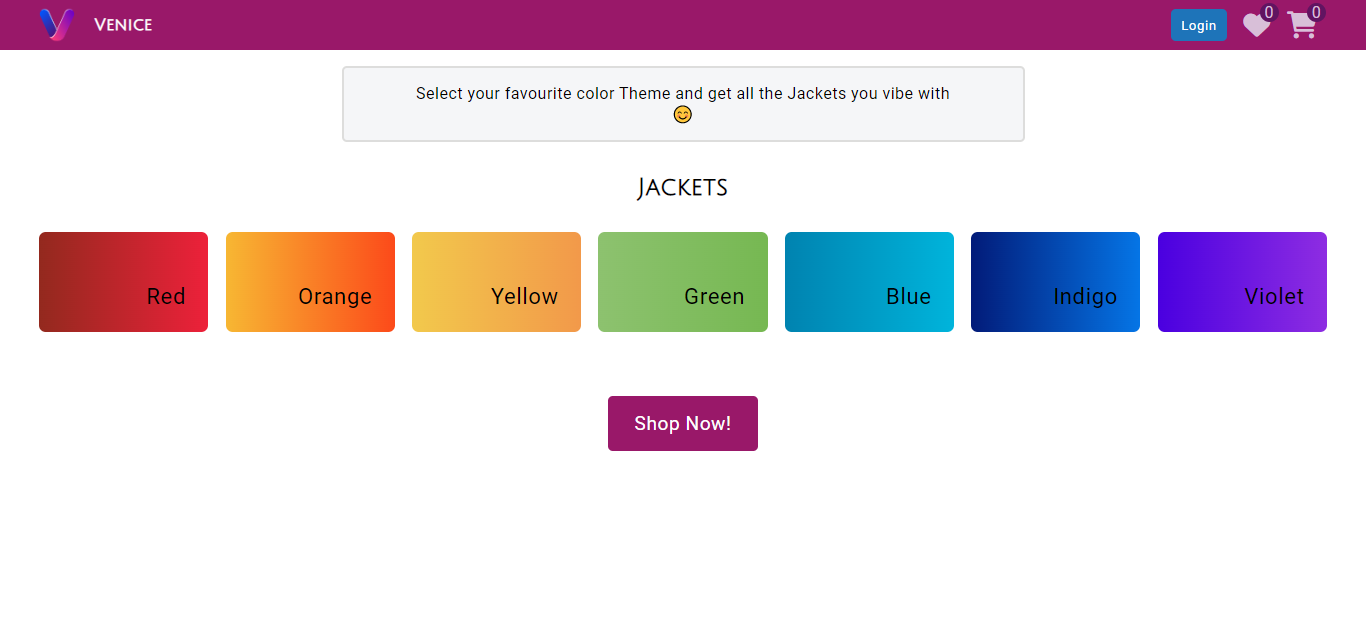 Venice
Login
0
0
Select your favourite color Theme and get all the Jackets you vibe with
😊
Jackets
Red
Orange
Yellow
Green
Blue
Indigo
Violet
Shop Now!